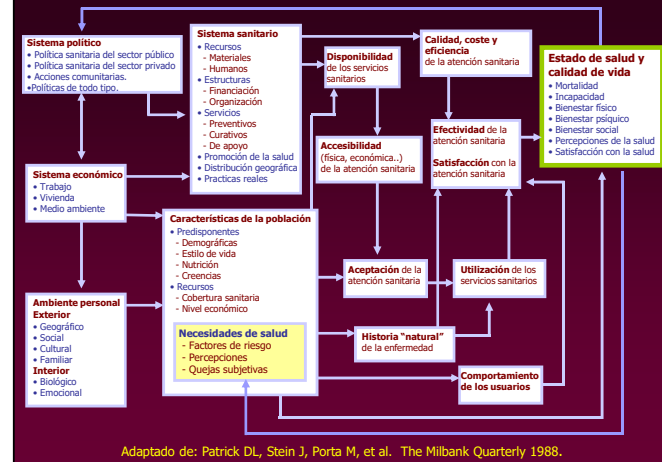 Sistema político
• Política sanitaria del sector público
• Política sanitaria del sector privado
• Acciones comunitarias.
•Políticas de todo tipo.
Sistema económico
• Trabajo
• Vivienda
• Medio ambiente
Ambiente personal
Exterior
• Geográfico
• Social
• Cultural
• Familiar
Interior
• Biológico
• Emocional
Sistema sanitario
• Recursos
- Materiales
- Humanos
• Estructuras
- Financiación
- Organización
• Servicios
- Preventivos
- Curativos
- De apoyo
• Promoción de la salud
• Distribución geográfica
• Practicas reales
Características de la población
• Predisponentes
- Demográficas
- Estilo de vida
- Nutrición
- Creencias
• Recursos
- Cobertura sanitaria
- Nivel económico
Necesidades de salud
- Factores de riesgo
- Percepciones
- Quejas subjetivas
Disponibilidad
de los servicios
sanitarios
Accesibilidad
(física, económica..)
de la atención sanitaria
Aceptación de la
atención sanitaria
Historia “natural”
de la enfermedad
Calidad, coste y
eficiencia
de la atención sanitaria
Efectividad de la
atención sanitaria
Satisfacción con la
atención sanitaria
Utilización de los
servicios sanitarios
Comportamiento
de los usuarios
Estado de salud y
calidad de vida
• Mortalidad
• Incapacidad
• Bienestar físico
• Bienestar psíquico
• Bienestar social
• Percepciones de la salud
• Satisfacción con la salud
Adaptado de: Patrick DL, Stein J, Porta M, et al. The Milbank Quarterly 1988.